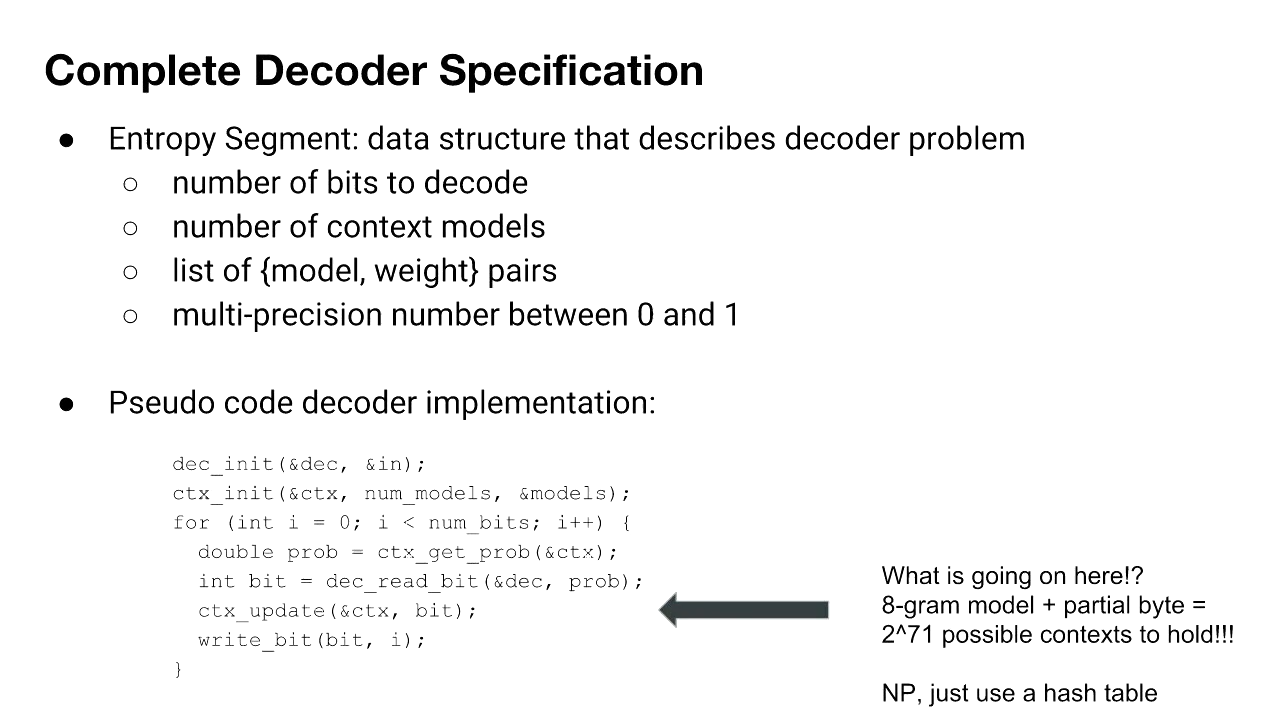 Complete Decoder Specification
● Entropy Segment: data structure that describes decoder problem
○ number of bits to decode
○ number of context models
○ list of {model, weight} pairs
○ multi-precision number between 0 and 1
● Pseudo code decoder implementation:
dec_init(&dec, &in);
ctx_init(&ctx, num_models, &models);
for (int i = 0; i < num_bits; i++) {
  double prob = ctx_get_prob(&ctx);
  int bit = dec_read_bit(&dec, prob);
  ctx_update(&ctx, bit);
  write_bit(bit, i);
}
What is going on here!?
8-gram model + partial byte =
2^71 possible contexts to hold!!!
NP, just use a hash table